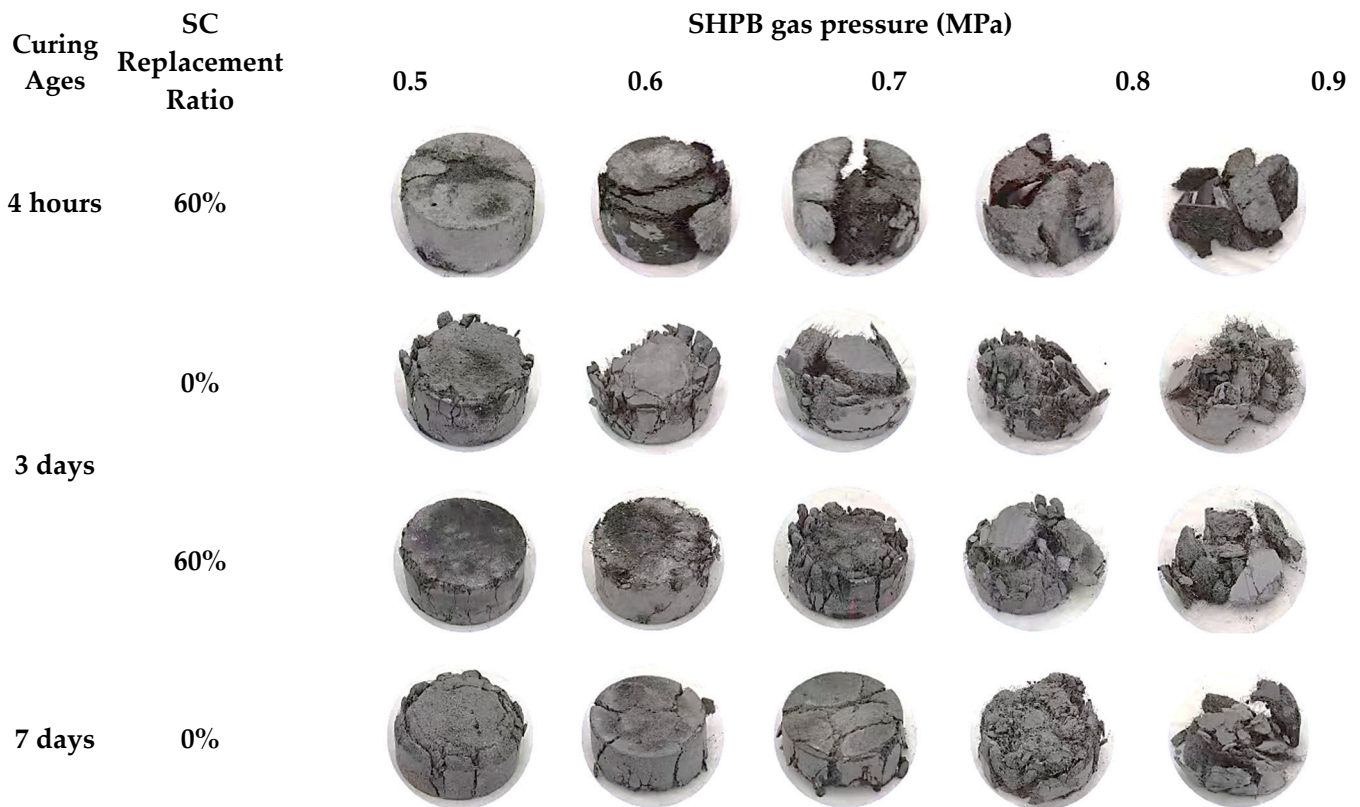 Curing
Ages
SC
Replacement
Ratio
SHPB gas pressure (MPa)
0.5 0.6 0.7 0.8 0.9
4 hours 60%
0%
3 days
60%
7 days 0%